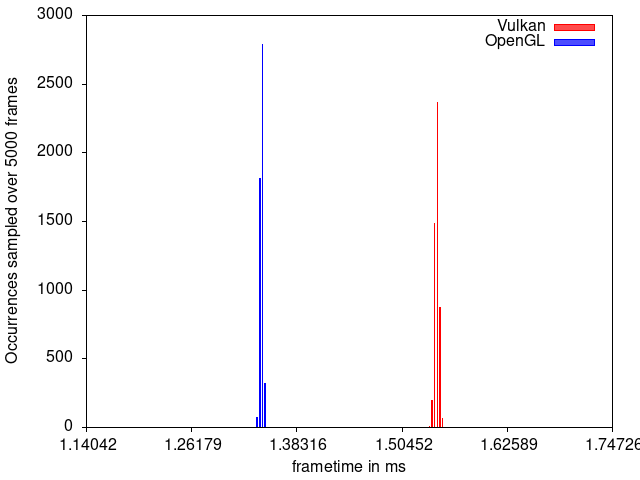 3000
Vulkan
OpenGL
2500
2000
1500
1000
500
0
Occurrences sampled over 5000 frames
1.14042 1.26179 1.38316 1.50452 1.62589 1.74726
frametime in ms